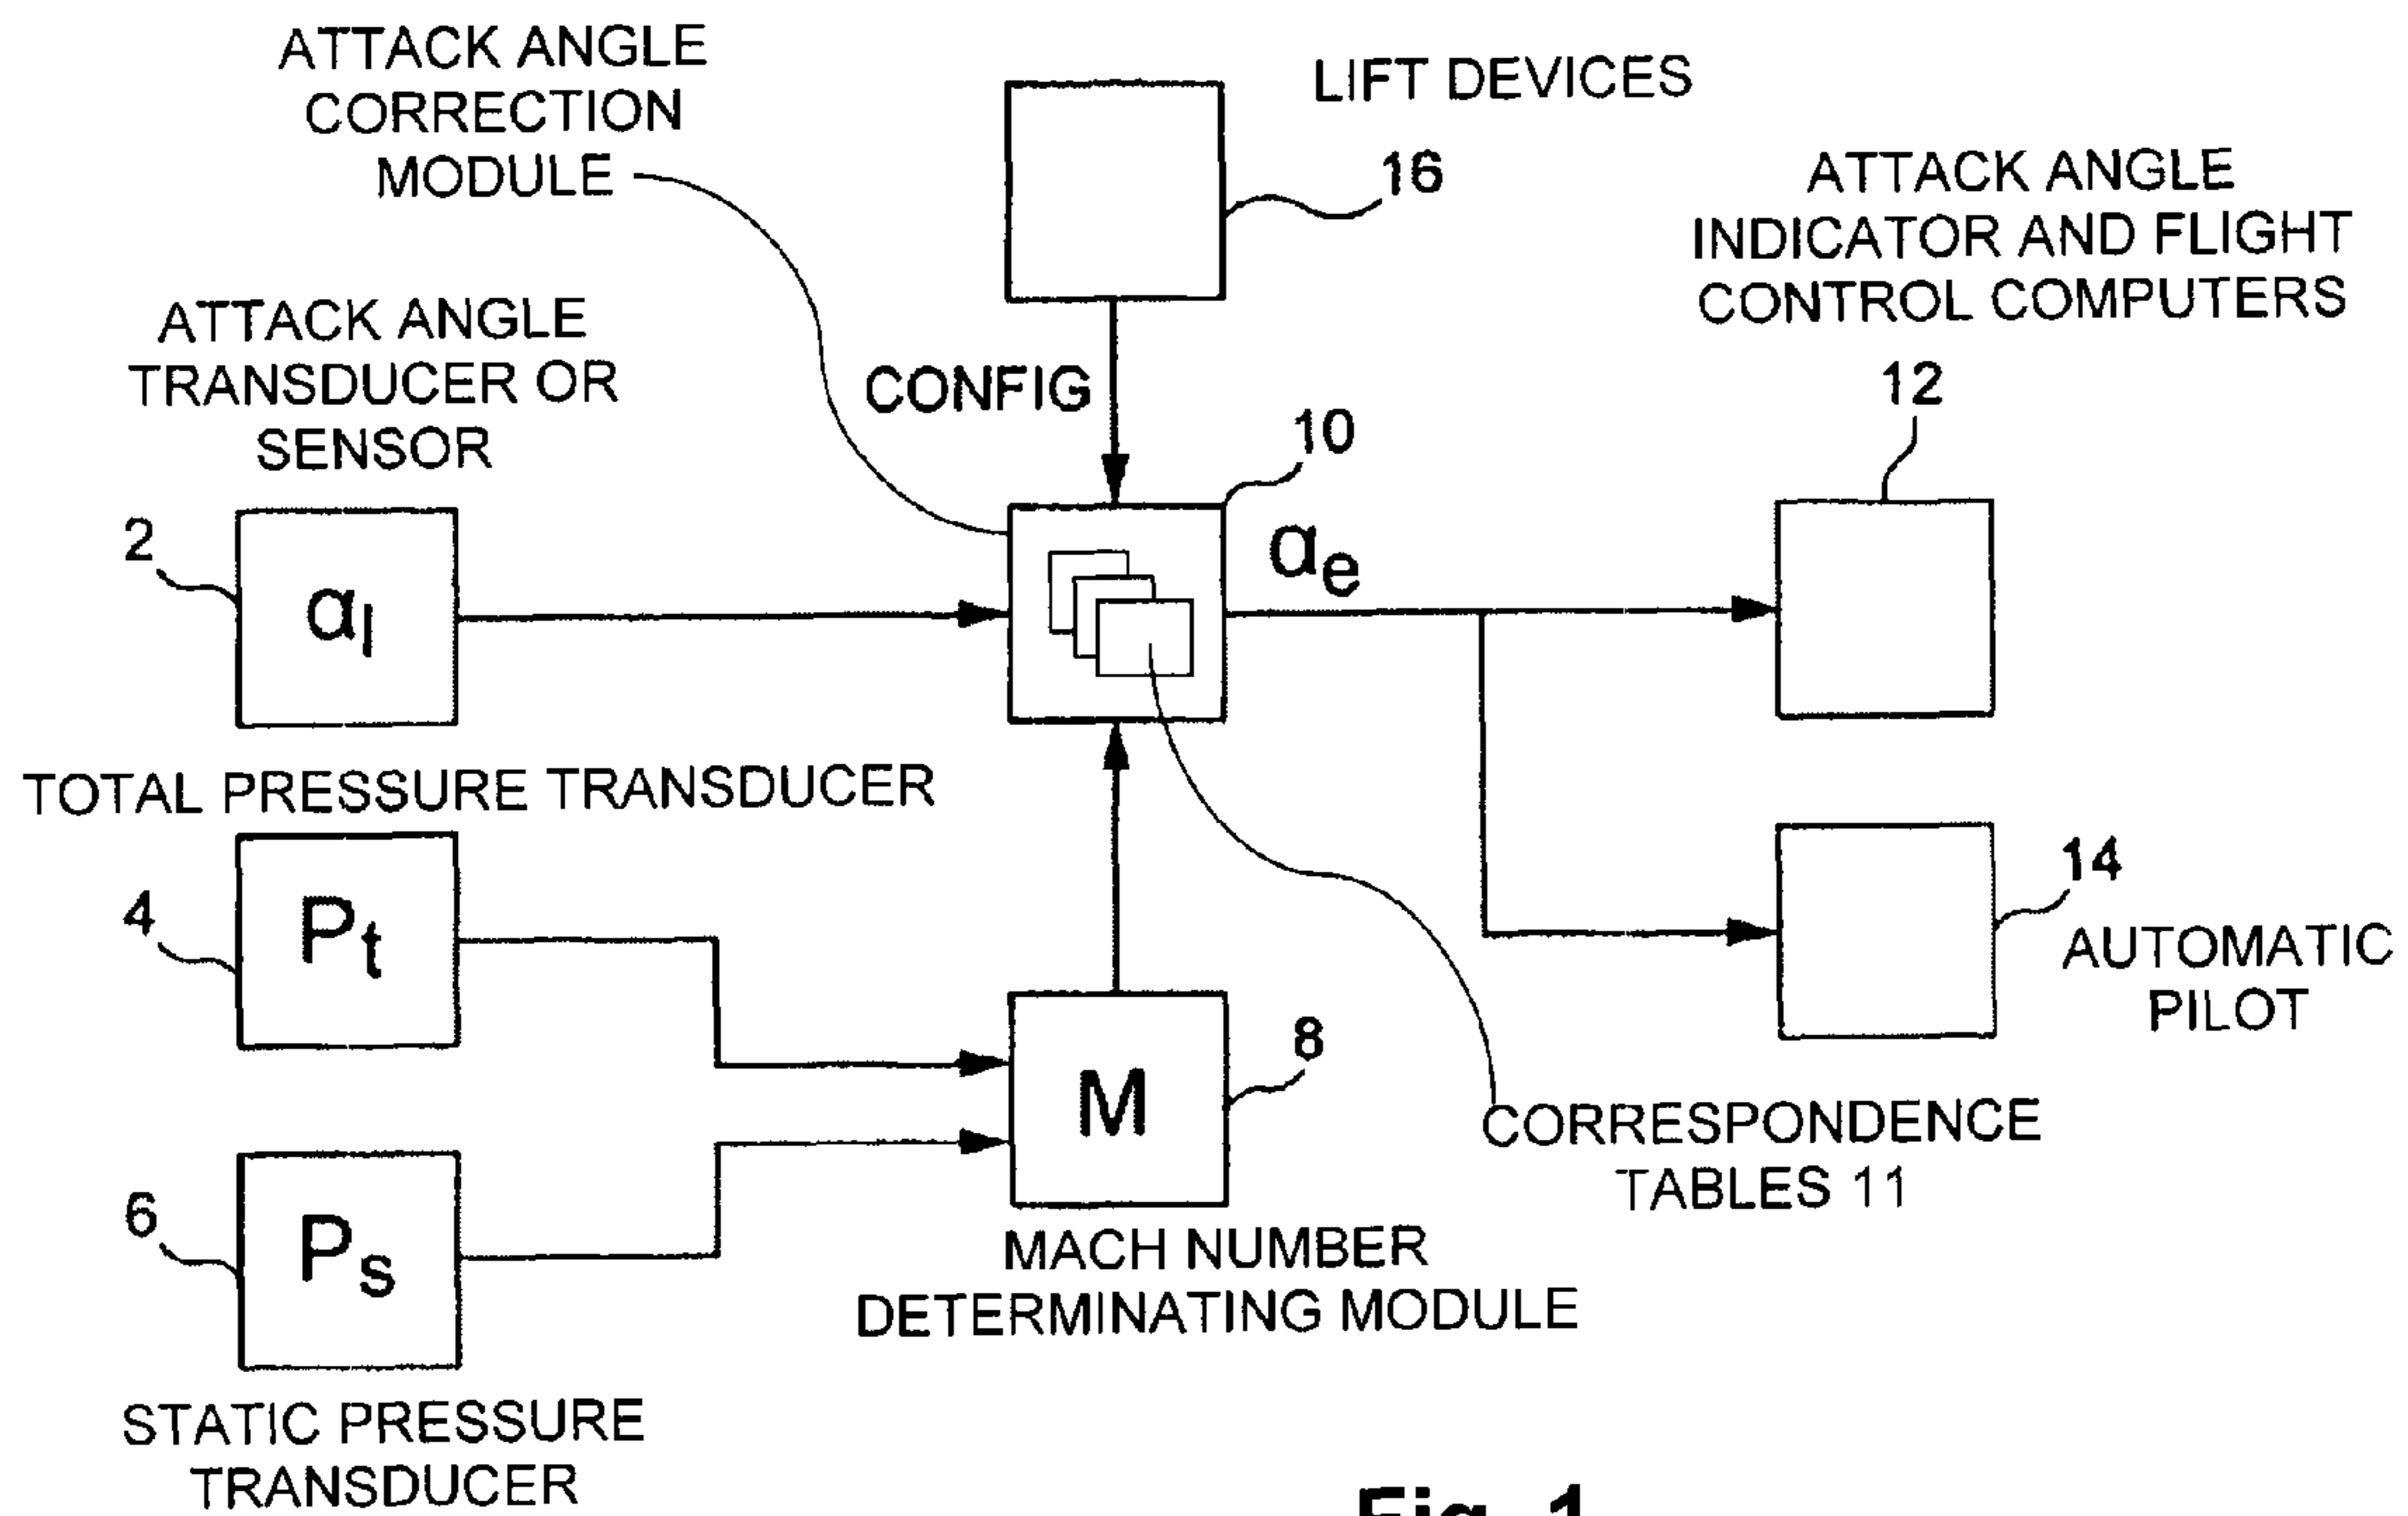 ATTACK ANGLE
CORRECTION
MODULE
LIFT DEVICES
16
ATTACK ANGLE
INDICATOR AND FLIGHT
CONTROL COMPUTERS
12
ATTACK ANGLE
TRANSDUCER OR
SENSOR
CONFIG
10
2
αl
αe
TOTAL PRESSURE TRANSDUCER
4
Pt
14
AUTOMATIC
PILOT
8
M
CORRESPONDENCE
TABLES 11
6
Ps
MACH NUMBER
DETERMINATING MODULE
STATIC PRESSURE
TRANSDUCER
Fig. 1